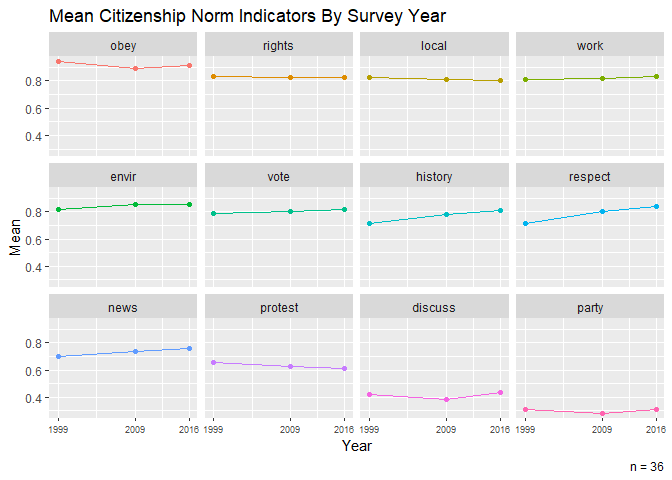 Mean Citizenship Norm Indicators By Survey Year
obey rights local work
0.8
0.6
0.4
envir vote history respect
0.8
0.6
0.4
Mean
news protest discuss party
0.8
0.6
0.4
1999 2009 2016 1999 2009 2016 1999 2009 2016 1999 2009 2016
Year
n = 36